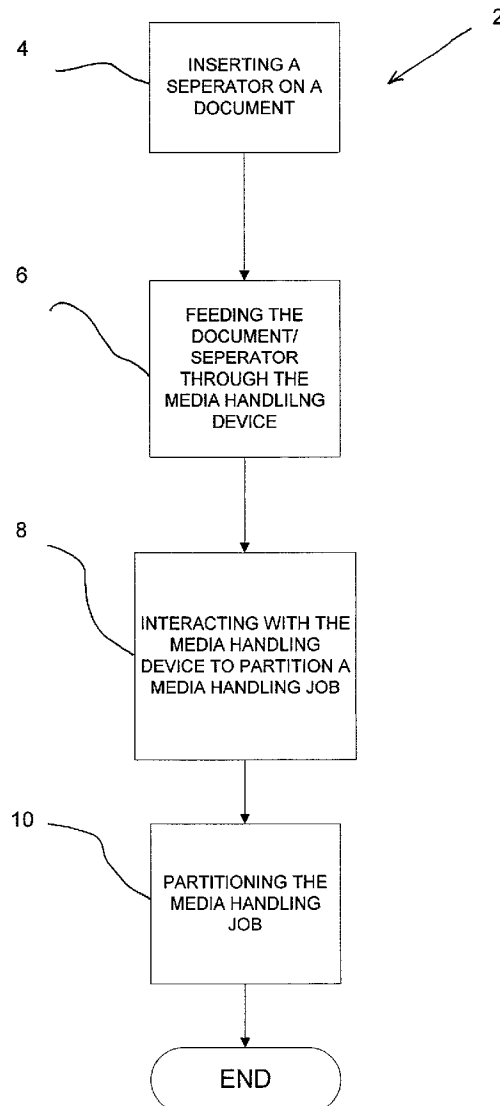 2
4
INSERTING A
SEPERATOR ON A
DOCUMENT
6
FEEDING THE
DOCUMENT/
SEPERATOR
THROUGH THE
MEDIA HANDLILNG
DEVICE
8
INTERACTING WITH THE
MEDIA HANDLING
DEVICE TO PARTITION A
MEDIA HANDLING JOB
10
PARTITIONING THE
MEDIA HANDLING
JOB
END